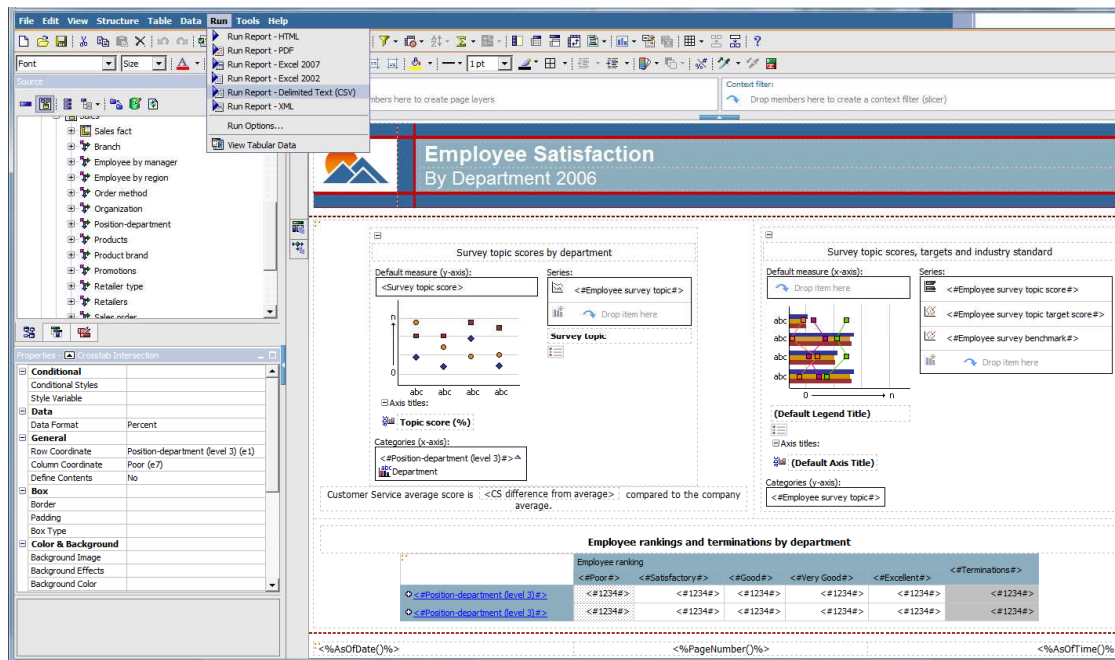 File Edit View Structure Table Data Run Tools Help
Run Report - HTML
Run Report - PDF
Run Report - Excel 2007
Run Report - Excel 2002
Run Report - Delimited Text (CSV)
Run Report - XML
Run Options...
View Tabular Data
Font Size 1 pt
Source
Sales
Sales fact
Branch
Employee by manager
Employee by region
Order method
Organization
Position-department
Products
Product brand
Promotions
Retailer type
Retailers
Sales order
Properties - Crosstab Intersection
Conditional
Conditional Styles
Style Variable
Data
Data Format Percent
General
Row Coordinate Position-department (level 3) (e1)
Column Coordinate Poor (e7)
Define Contents No
Box
Border
Padding
Box Type
Color & Background
Background Image
Background Effects
Background Color
here to create page layers
Context filter:
Drop members here to create a context filter (slicer)
Employee Satisfaction
By Department 2006
Survey topic scores by department
Default measure (y-axis):
<Survey topic score>
Series:
<#Employee survey topic#>
Drop item here
Survey topic
n
0
abc abc abc abc
Axis titles:
Topic score (%)
Categories (x-axis):
<#Position-department (level 3)#>
abc
Department
Customer Service average score is <CS difference from average> compared to the company
average.
Survey topic scores, targets and industry standard
Default measure (x-axis):
Drop item here
Series:
<#Employee survey topic score#>
<#Employee survey topic target score#>
<#Employee survey benchmark#>
Drop item here
abc
abc
abc
abc
0 n
(Default Legend Title)
Axis titles:
(Default Axis Title)
Categories (y-axis):
<#Employee survey topic#>
Employee rankings and terminations by department
Employee ranking <#Terminations#>
<#Poor#> <#Satisfactory#> <#Good#> <#Very Good#> <#Excellent#>
<#Position-department (level 3)#> <#1234#> <#1234#> <#1234#> <#1234#> <#1234#> <#1234#>
<#Position-department (level 3)#> <#1234#> <#1234#> <#1234#> <#1234#> <#1234#> <#1234#>
<%AsOfDate()%> <%PageNumber()%> <%AsOfTime()%